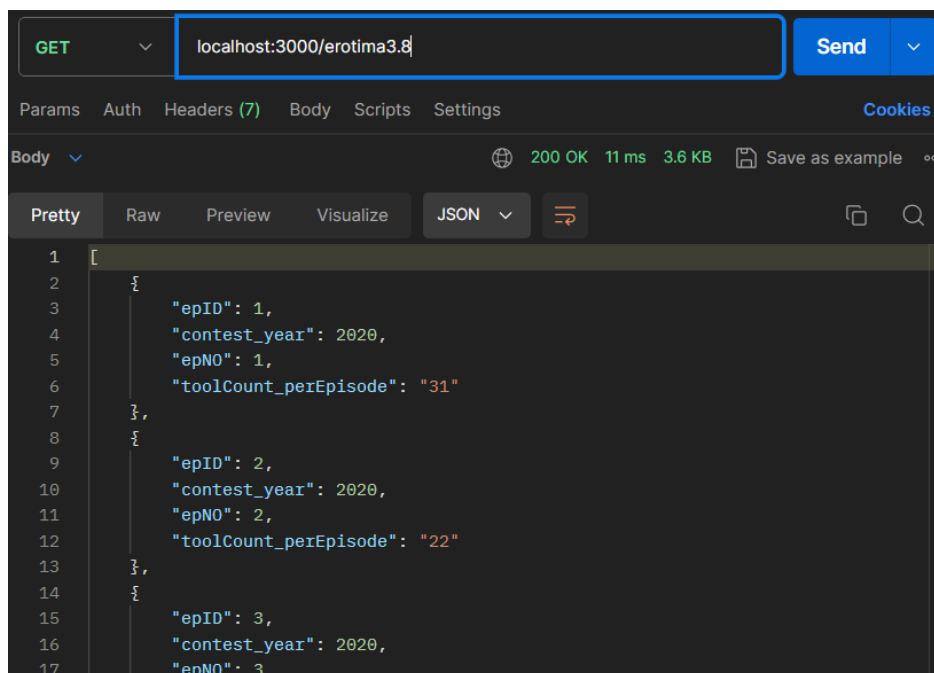 GET localhost:3000/erotima3.8 Send
Params Auth Headers (7) Body Scripts Settings Cookies
Body 200 OK 11 ms 3.6 KB Save as example
Pretty Raw Preview Visualize JSON
1 [
2 {
3 "epID": 1,
4 "contest_year": 2020,
5 "epNO": 1,
6 "toolCount_perEpisode": "31"
7 },
8 {
9 "epID": 2,
10 "contest_year": 2020,
11 "epNO": 2,
12 "toolCount_perEpisode": "22"
13 },
14 {
15 "epID": 3,
16 "contest_year": 2020,
17 "epNO": 3